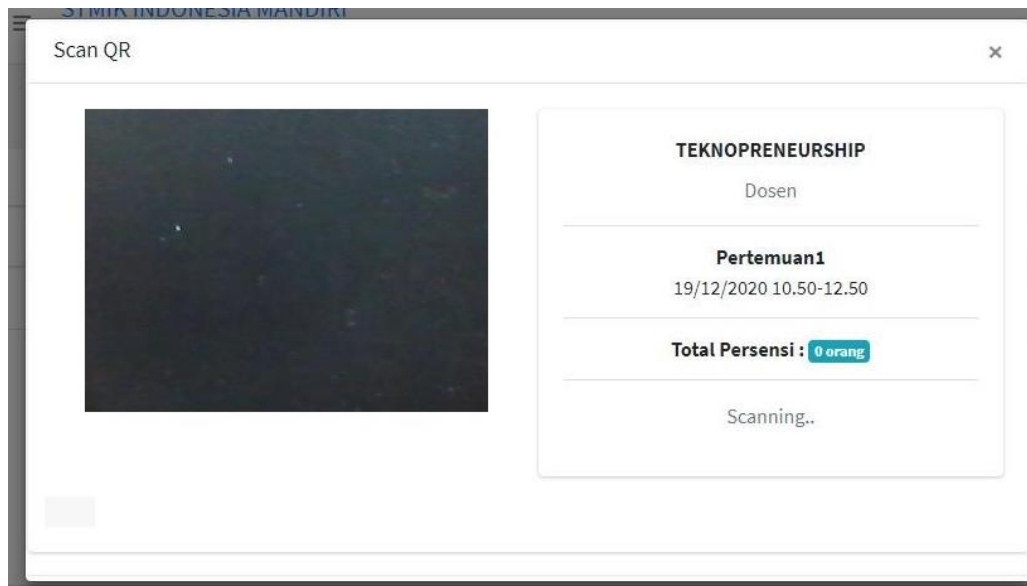 STMIK INDONESIA MANDIRI
Scan QR
×
TEKNOPRENEURSHIP
Dosen
Pertemuan1
19/12/2020 10.50-12.50
Total Persensi : 0 orang
Scanning..